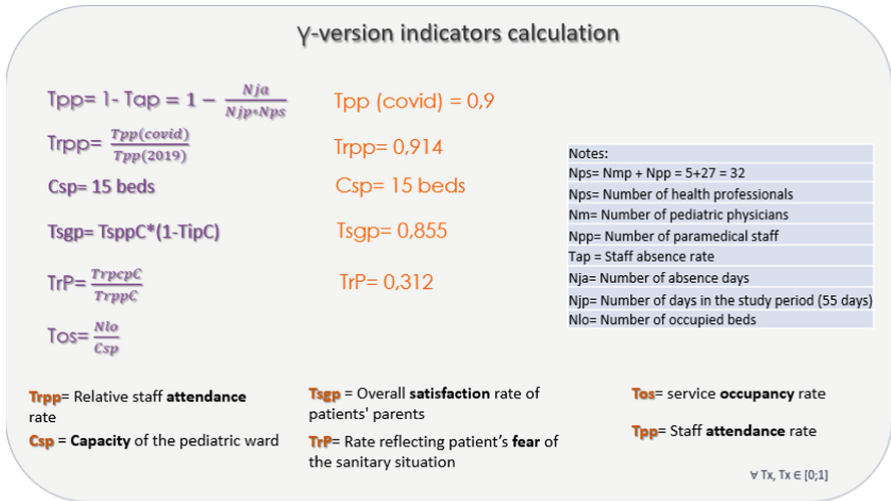 γ-version indicators calculation
Tpp= 1- Tap = 1 − Nja / Njp*Nps
Trpp= Tpp(covid) / Tpp(2019)
Csp= 15 beds
Tsgp= TsppC*(1-TipC)
TrP= TrpcpC / TrppC
Tos= Nlo / Csp
Tpp (covid) = 0,9
Trpp= 0,914
Csp= 15 beds
Tsgp= 0,855
TrP= 0,312
Notes:
Nps= Nmp + Npp = 5+27 = 32
Nps= Number of health professionals
Nm= Number of pediatric physicians
Npp= Number of paramedical staff
Tap = Staff absence rate
Nja= Number of absence days
Njp= Number of days in the study period (55 days)
Nlo= Number of occupied beds
Trpp= Relative staff attendance
rate
Csp = Capacity of the pediatric ward
Tsgp = Overall satisfaction rate of
patients' parents
TrP= Rate reflecting patient's fear of
the sanitary situation
Tos= service occupancy rate
Tpp= Staff attendance rate
∀ Tx, Tx ∈ [0;1]